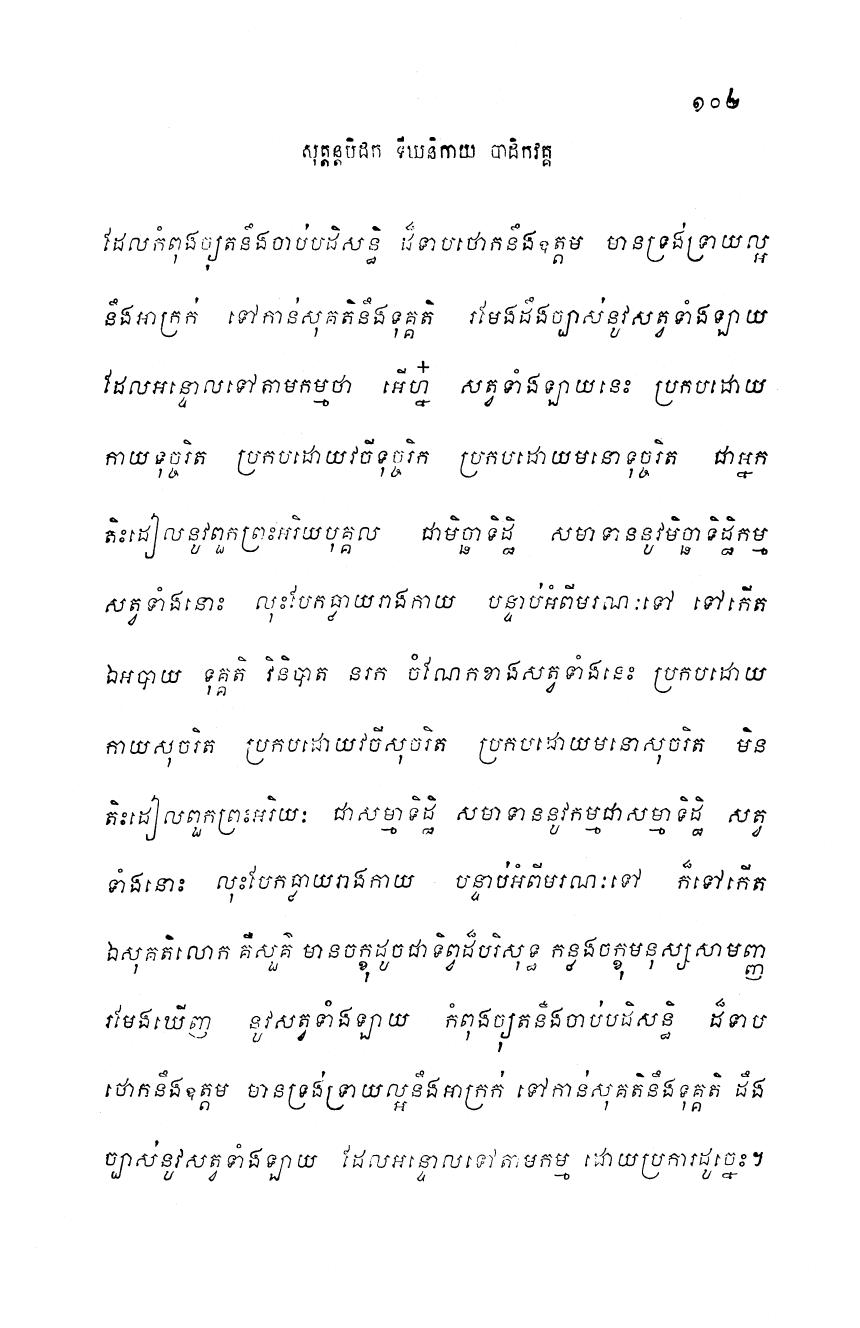 ១០៤
សុត្តន្តបិដក ទីឃនិកាយ បាដិកវគ្គ
ដែលកំពុងច្យុតនឹងចាប់បដិសន្ធិ ដ៏ទាបថោកនឹងឧត្តម មានទ្រង់ទ្រាយល្អ
នឹងអាក្រក់ ទៅកាន់សុគតិនឹងទុគ្គតិ រមែងដឹងច្បាស់នូវសត្វទាំងឡាយ
ដែលអន្ទោលទៅតាមកម្មថា អើហ្ន៎ សត្វទាំងឡាយនេះ ប្រកបដោយ
កាយទុច្ចរិត ប្រកបដោយវចីទុច្ចរិក ប្រកបដោយមនោទុច្ចរិត ជាអ្នក
តិះដៀលនូវពួកព្រះអរិយបុគ្គល ជាមិច្ឆាទិដ្ឋិ សមាទាននូវមិច្ឆាទិដ្ឋិកម្ម
សត្វទាំងនោះ លុះបែកធ្លាយរាងកាយ បន្ទាប់អំពីមរណៈទៅ ទៅកើត
ឯអបាយ ទុគ្គតិ វិនិបាត នរក ចំណែកខាងសត្វទាំងនេះ ប្រកបដោយ
កាយសុចរិត ប្រកបដោយវចីសុចរិត ប្រកបដោយមនោសុចរិត មិន
តិះដៀលពួកព្រះអរិយៈ ជាសម្មាទិដ្ឋិ សមាទាននូវកម្មជាសម្មាទិដ្ឋិ សត្វ
ទាំងនោះ លុះបែកធ្លាយរាងកាយ បន្ទាប់អំពីមរណៈទៅ ក៏ទៅកើត
ឯសុគតិលោក គឺសួគ៌ មានចក្ខុដូចជាទិព្វដ៏បរិសុទ្ធ កន្លងចក្ខុមនុស្សសាមញ្ញ
រមែងឃើញ នូវសត្វទាំងឡាយ កំពុងច្យុតនឹងចាប់បដិសន្ធិ ដ៏ទាប
ថោកនឹងឧត្តម មានទ្រង់ទ្រាយល្អនឹងអាក្រក់ ទៅកាន់សុគតិនឹងទុគ្គតិ ដឹង
ច្បាស់នូវសត្វទាំងឡាយ ដែលអន្ទោលទៅតាមកម្ម ដោយប្រការដូច្នេះ។